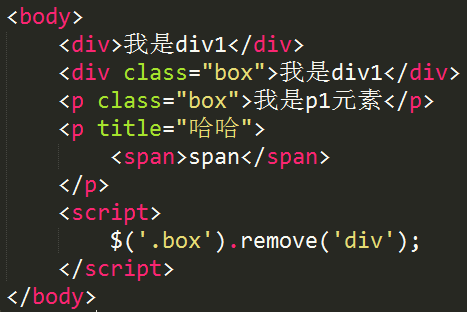 <body>
    <div>我是div1</div>
    <div class="box">我是div1</div>
    <p class="box">我是p1元素</p>
    <p title="哈哈">
        <span>span</span>
    </p>
    <script>
        $('.box').remove('div');
    </script>
</body>